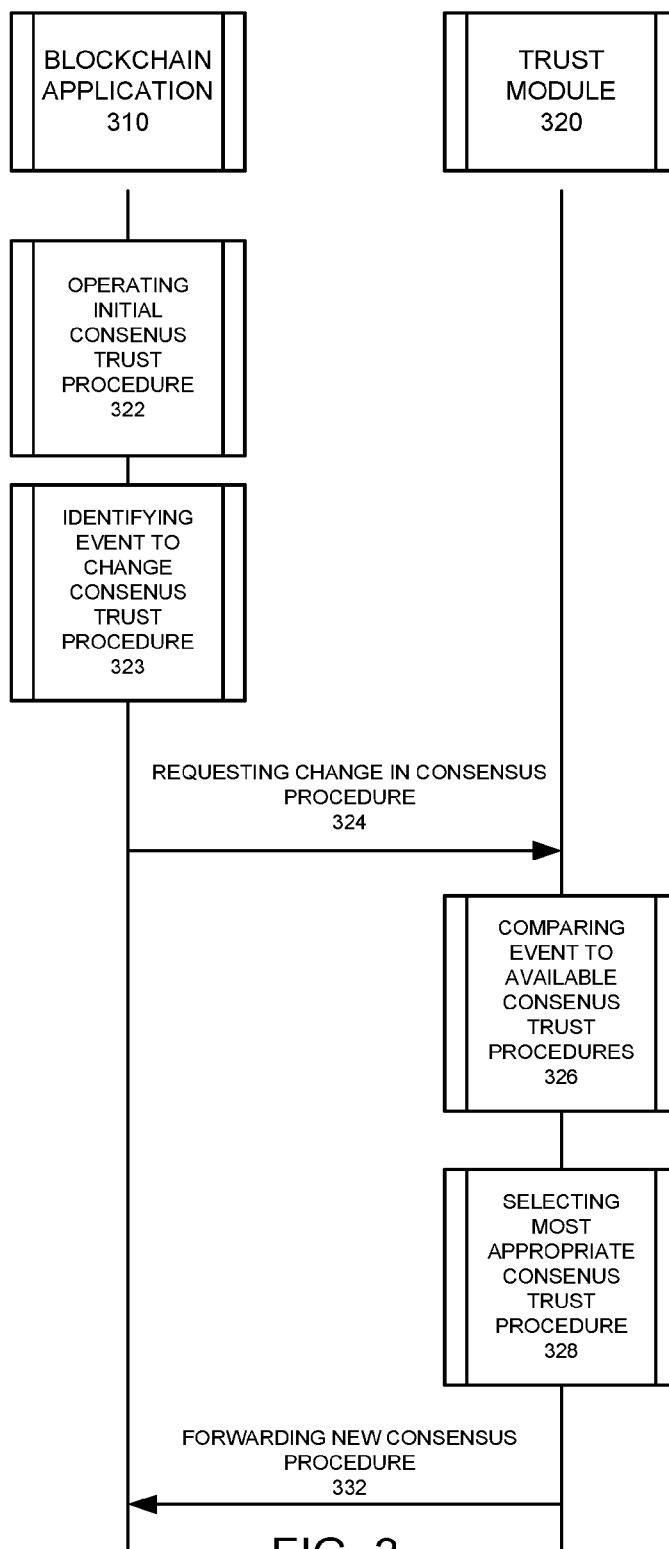 BLOCKCHAIN
APPLICATION
310
TRUST
MODULE
320
OPERATING
INITIAL
CONSENUS
TRUST
PROCEDURE
322
IDENTIFYING
EVENT TO
CHANGE
CONSENUS
TRUST
PROCEDURE
323
REQUESTING CHANGE IN CONSENSUS
PROCEDURE
324
COMPARING
EVENT TO
AVAILABLE
CONSENUS
TRUST
PROCEDURES
326
SELECTING
MOST
APPROPRIATE
CONSENUS
TRUST
PROCEDURE
328
FORWARDING NEW CONSENSUS
PROCEDURE
332
FIG.